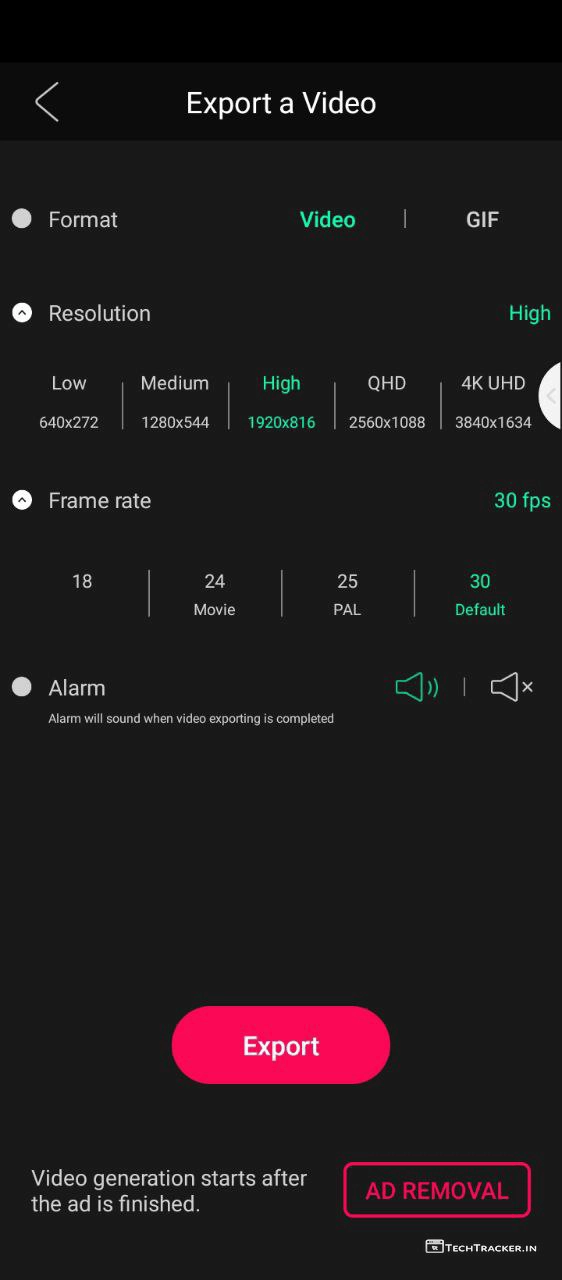 Export a Video
Format Video | GIF
Resolution High
Low Medium High QHD 4K UHD
640x272 1280x544 1920x816 2560x1088 3840x1634
Frame rate 30 fps
18 24 25 30
Movie PAL Default
Alarm
Alarm will sound when video exporting is completed
Export
Video generation starts after
the ad is finished.
AD REMOVAL
TECHTRACKER.IN